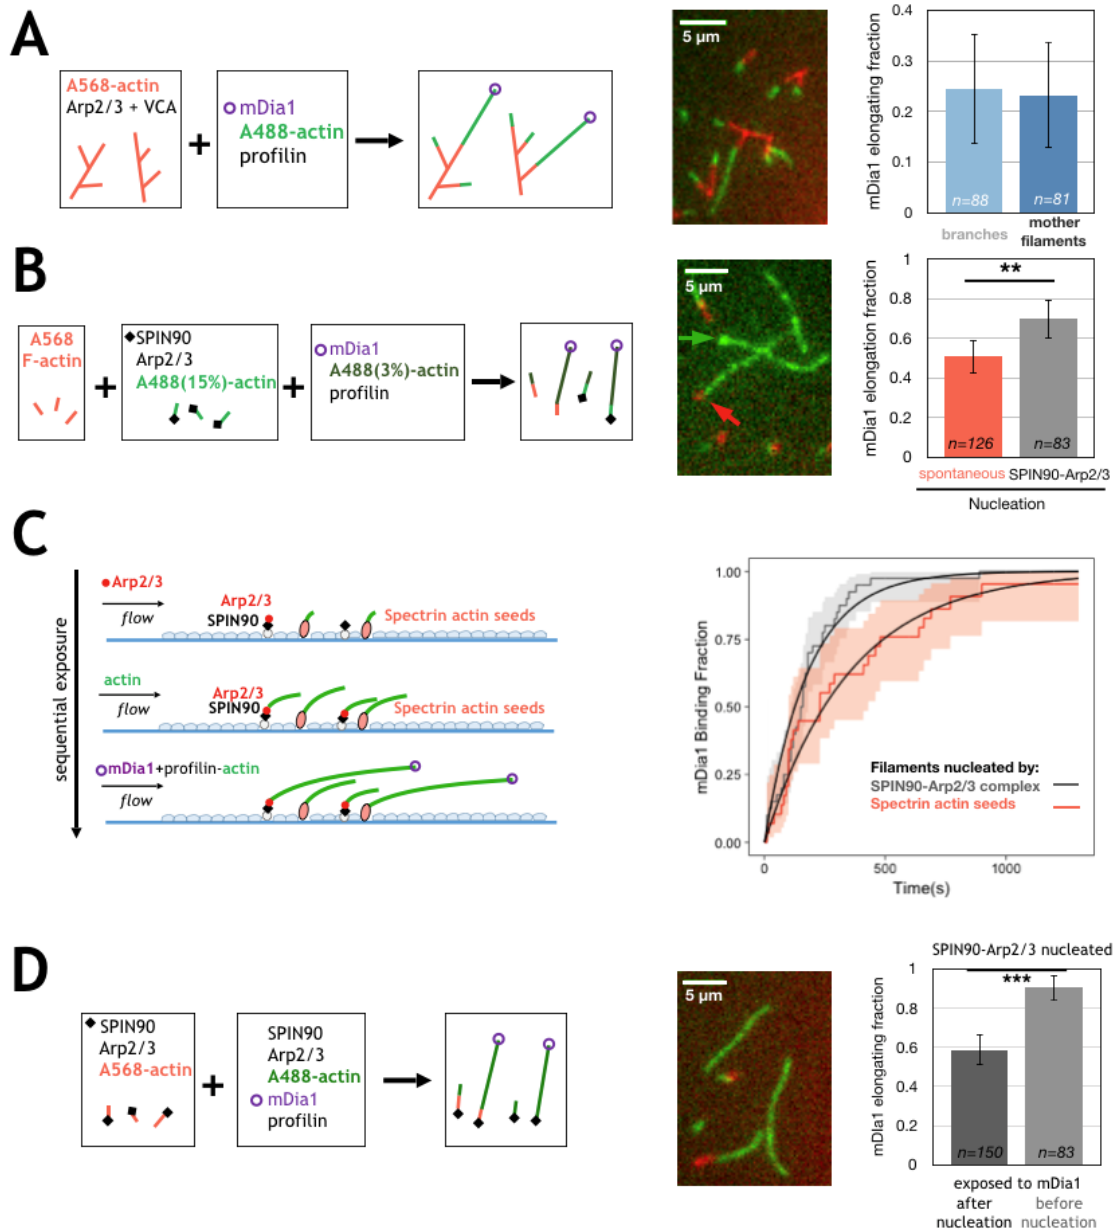 A
A568-actin
Arp2/3 + VCA
+
mDia1
A488-actin
profilin
5 µm
mDia1 elongating fraction
0.4
0.3
0.2
0.1
0
n=88
n=81
branches
mother
filaments
B
A568
F-actin
+
SPIN90
Arp2/3
A488(15%)-actin
+
mDia1
A488(3%)-actin
profilin
5 µm
mDia1 elongation fraction
1
0.8
0.6
0.4
0.2
0
**
n=126
n=83
spontaneous
SPIN90-Arp2/3
Nucleation
C
sequential exposure
Arp2/3
flow
Arp2/3
SPIN90
Spectrin actin seeds
actin
flow
Arp2/3
SPIN90
Spectrin actin seeds
mDia1+profilin-actin
flow
mDia1 Binding Fraction
1.00
0.75
0.50
0.25
0.00
Filaments nucleated by:
SPIN90-Arp2/3 complex
Spectrin actin seeds
0
500
1000
Time(s)
D
SPIN90
Arp2/3
A568-actin
+
SPIN90
Arp2/3
A488-actin
mDia1
profilin
5 µm
SPIN90-Arp2/3 nucleated
mDIa1 elongating fraction
1
0.8
0.6
0.4
0.2
0
***
n=150
n=83
exposed to mDia1
after before
nucleation nucleation